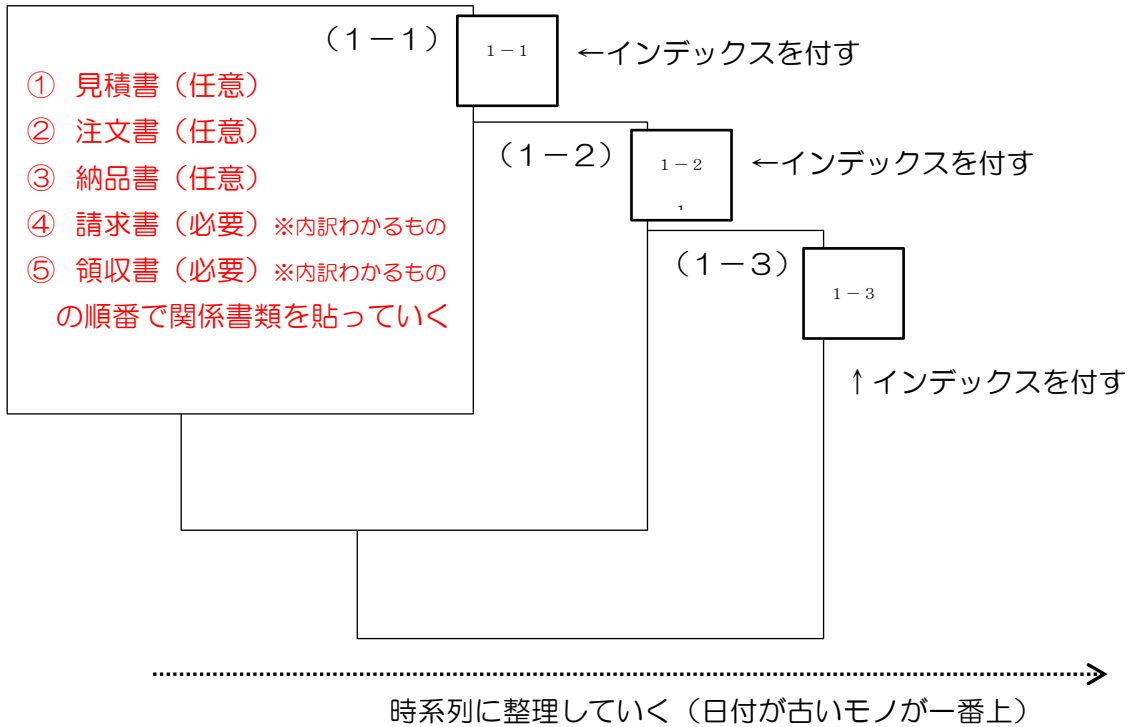 (1-1)
1-1
←インデックスを付す
① 見積書(任意)
② 注文書(任意)
③ 納品書(任意)
④ 請求書(必要)※内訳わかるもの
⑤ 領収書(必要)※内訳わかるもの
の順番で関係書類を貼っていく
(1-2)
1-2
←インデックスを付す
(1-3)
1-3
↑インデックスを付す
時系列に整理していく(日付が古いモノが一番上)